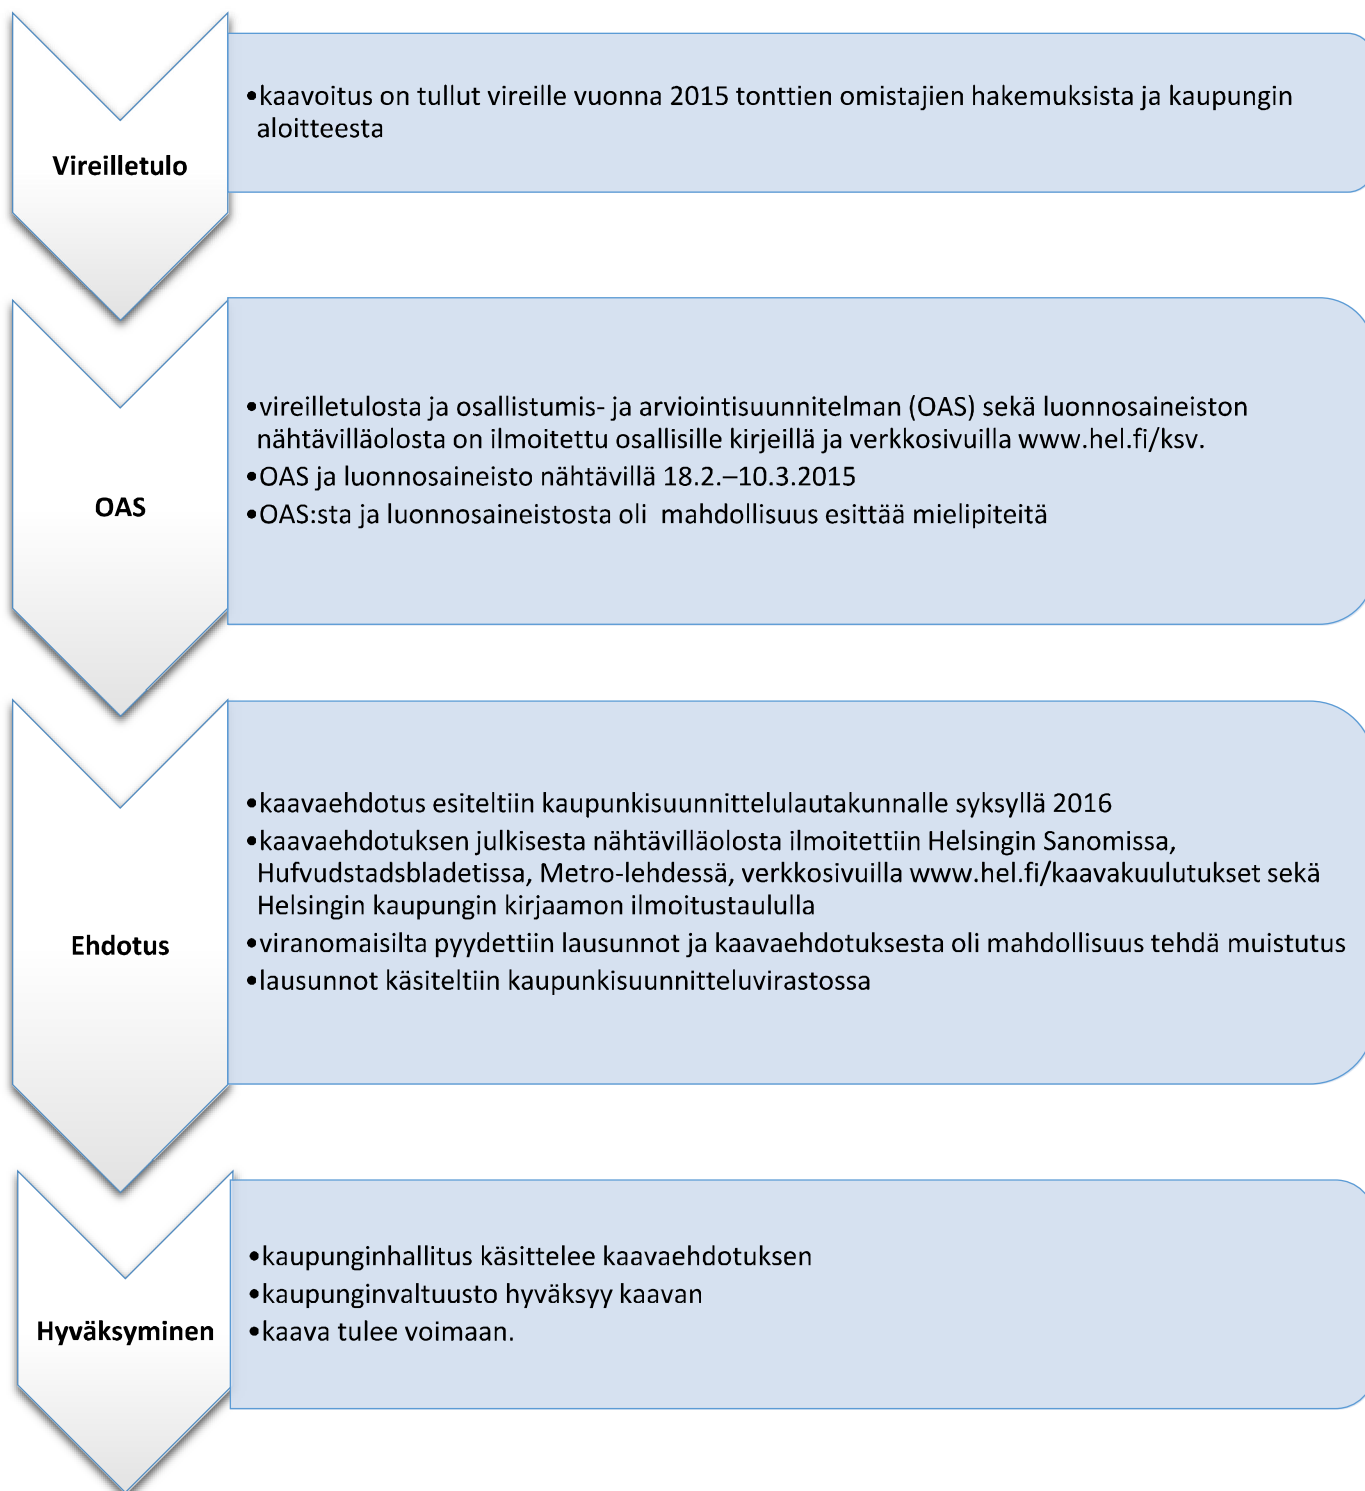 Vireilletulo
•kaavoitus on tullut vireille vuonna 2015 tonttien omistajien hakemuksista ja kaupungin
aloitteesta
OAS
•vireilletulosta ja osallistumis- ja arviointisuunnitelman (OAS) sekä luonnosaineiston
nähtävilläolosta on ilmoitettu osallisille kirjeillä ja verkkosivuilla www.hel.fi/ksv.
•OAS ja luonnosaineisto nähtävillä 18.2.–10.3.2015
•OAS:sta ja luonnosaineistosta oli  mahdollisuus esittää mielipiteitä
Ehdotus
•kaavaehdotus esiteltiin kaupunkisuunnittelulautakunnalle syksyllä 2016
•kaavaehdotuksen julkisesta nähtävilläolosta ilmoitettiin Helsingin Sanomissa,
Hufvudstadsbladetissa, Metro-lehdessä, verkkosivuilla www.hel.fi/kaavakuulutukset sekä
Helsingin kaupungin kirjaamon ilmoitustaululla
•viranomaisilta pyydettiin lausunnot ja kaavaehdotuksesta oli mahdollisuus tehdä muistutus
•lausunnot käsiteltiin kaupunkisuunnitteluvirastossa
Hyväksyminen
•kaupunginhallitus käsittelee kaavaehdotuksen
•kaupunginvaltuusto hyväksyy kaavan
•kaava tulee voimaan.